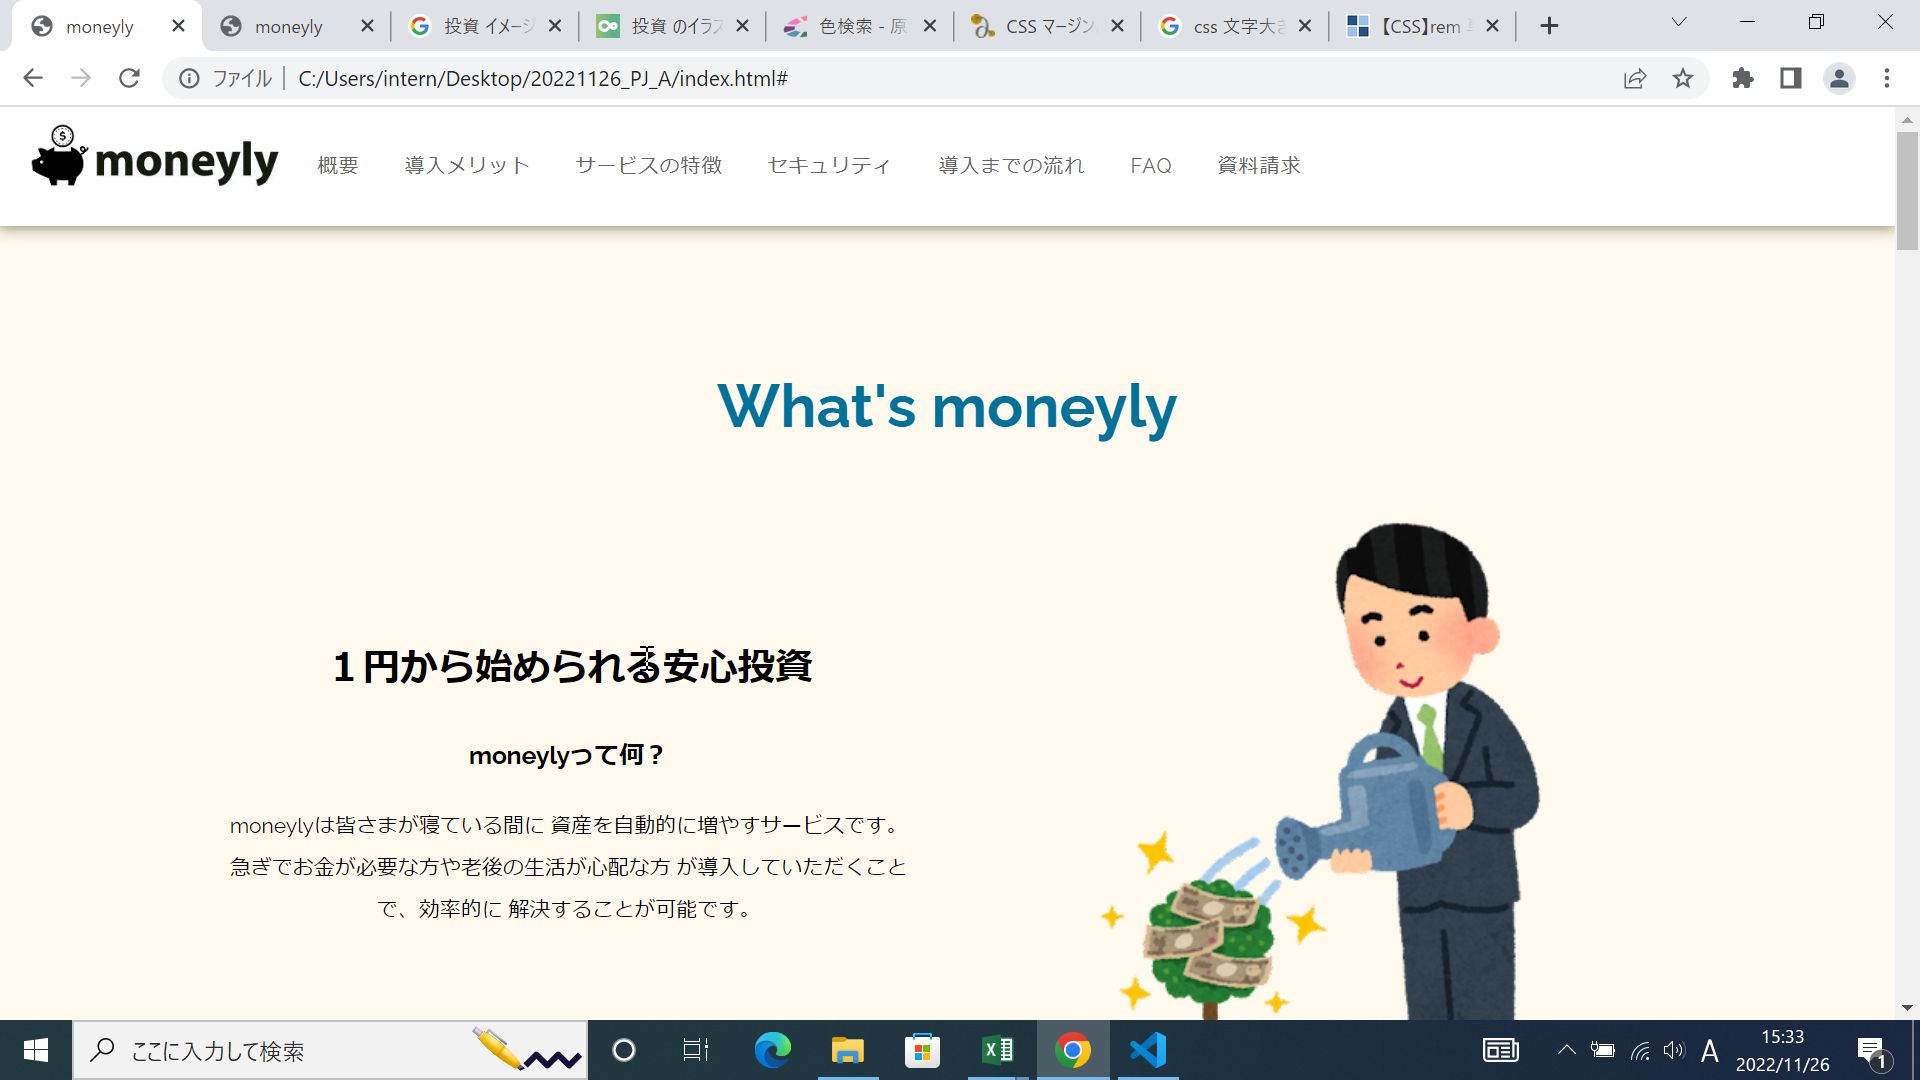 moneyly
moneyly
投資 イメージ
投資 のイラス
色検索 - 原
CSS マージン
css 文字大き
【CSS】rem
ファイル
C:/Users/intern/Desktop/20221126_PJ_A/index.html#
moneyly
概要
導入メリット
サービスの特徴
セキュリティ
導入までの流れ
FAQ
資料請求
What's moneyly
１円から始められる安心投資
moneylyって何？
moneylyは皆さまが寝ている間に 資産を自動的に増やすサービスです。
急ぎでお金が必要な方や老後の生活が心配な方 が導入していただくこと
で、効率的に 解決することが可能です。
ここに入力して検索
A
15:33
2022/11/26
1